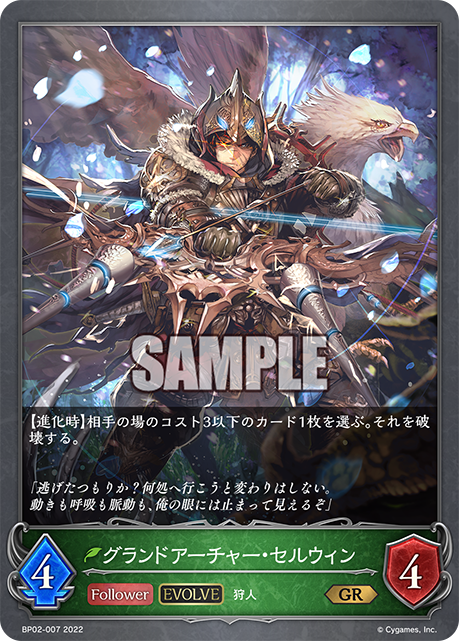 SAMPLE
【進化時】相手の場のコスト3以下のカード1枚を選ぶ。それを破
壊する。
「逃げたつもりか？何処へ行こうと変わりはしない。
動きも呼吸も脈動も、俺の眼には止まって見えるぞ」
グランドアーチャー・セルウィン
4
Follower EVOLVE 狩人 GR
4
BP02-007 2022 © Cygames, Inc.